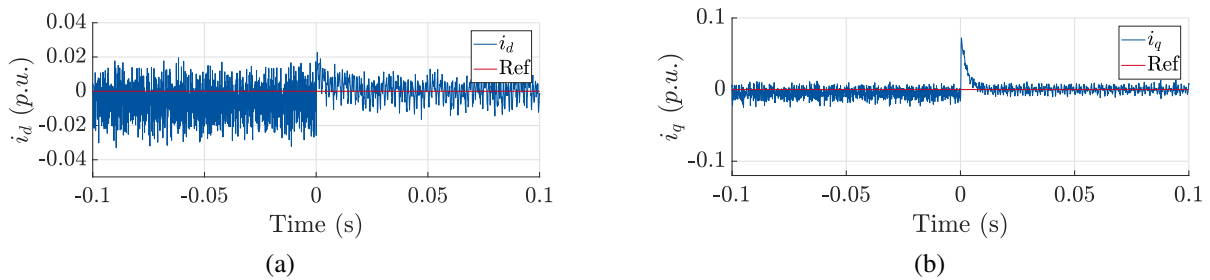 0.04
0.02
0
-0.02
-0.04
i_d (p.u.)
i_d
Ref
-0.1
-0.05
0
0.05
0.1
Time (s)
(a)
0.1
0
-0.1
i_q (p.u.)
i_q
Ref
-0.1
-0.05
0
0.05
0.1
Time (s)
(b)